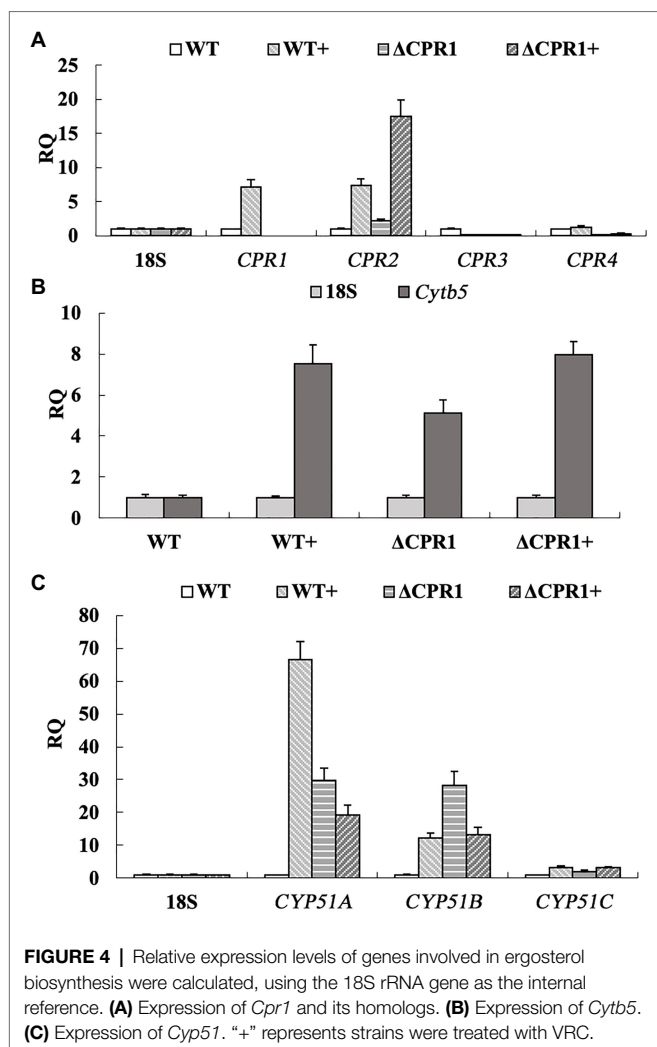 A
WT WT+ ΔCPR1 ΔCPR1+
25
20
15
10
5
0
RQ
18S CPR1 CPR2 CPR3 CPR4
B
18S Cytb5
10
8
6
4
2
0
RQ
WT WT+ ΔCPR1 ΔCPR1+
C
WT WT+ ΔCPR1 ΔCPR1+
80
70
60
50
40
30
20
10
0
RQ
18S CYP51A CYP51B CYP51C
FIGURE 4 | Relative expression levels of genes involved in ergosterol
biosynthesis were calculated, using the 18S rRNA gene as the internal
reference. (A) Expression of Cpr1 and its homologs. (B) Expression of Cytb5.
(C) Expression of Cyp51. “+” represents strains were treated with VRC.